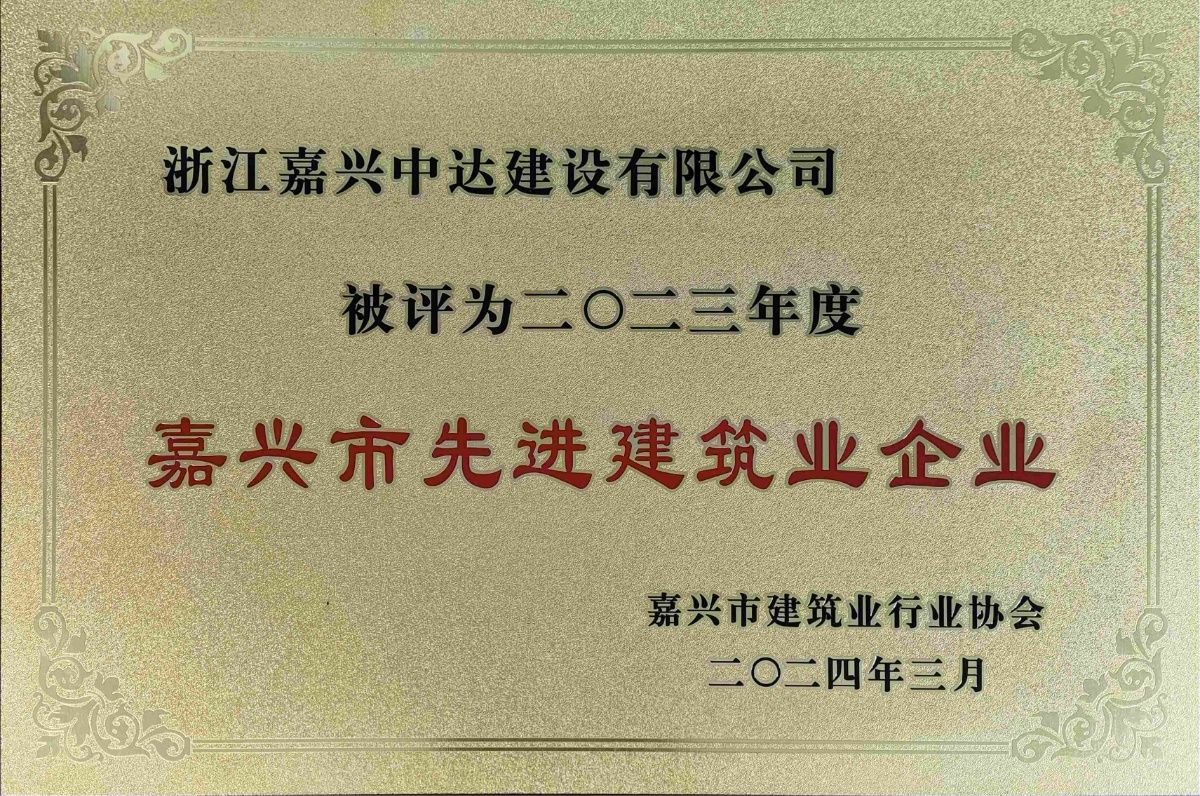 浙江嘉兴中达建设有限公司
被评为二〇二三年度
嘉兴市先进建筑业企业
嘉兴市建筑业行业协会
二〇二四年三月